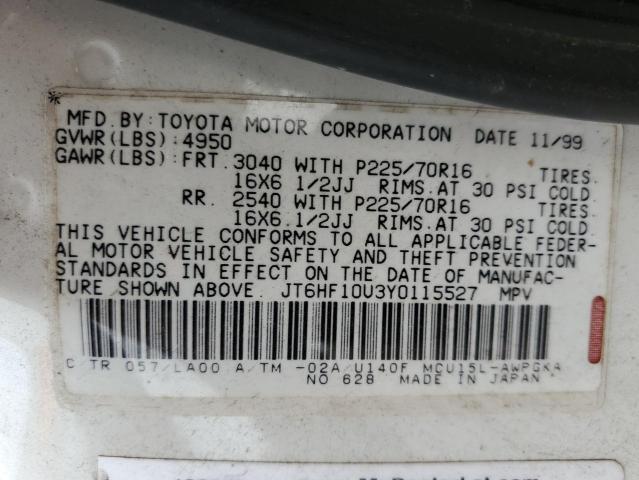 MFD.BY:TOYOTA MOTOR CORPORATION DATE 11/99
GVWR(LBS):4950
GAWR(LBS):FRT. 3040 WITH P225/70R16 TIRES.
16X6 1/2JJ RIMS.AT 30 PSI COLD.
RR. 2540 WITH P225/70R16 TIRES.
16X6.1/2JJ RIMS.AT 30 PSI COLD.
THIS VEHICLE CONFORMS TO ALL APPLICABLE FEDER-
AL MOTOR VEHICLE SAFETY AND THEFT PREVENTION
STANDARDS IN EFFECT ON THE DATE OF MANUFAC-
TURE SHOWN ABOVE. JT6HF10U3Y0115527 MPV
C/TR 057/LA00 A/TM -02A/U140F MCU15L-AWPGKA
NO 628 MADE IN JAPAN